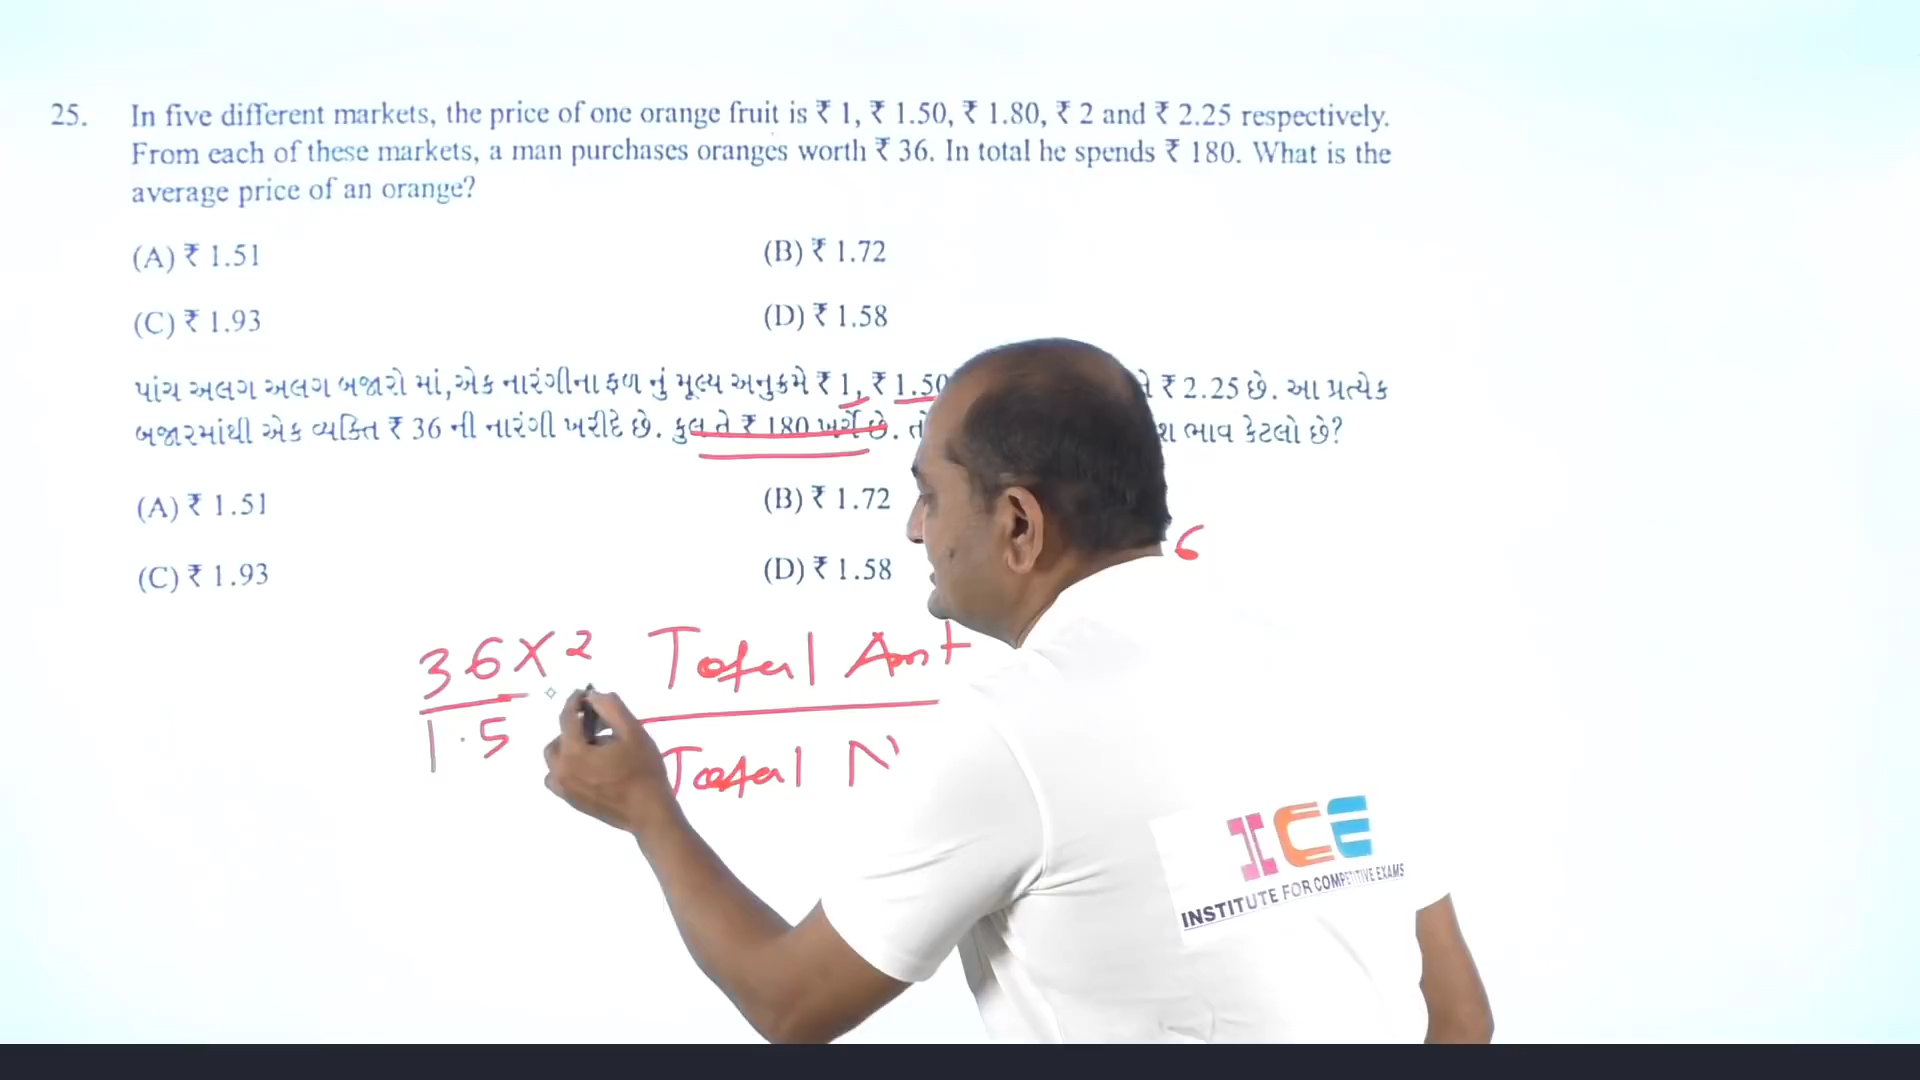 25. In five different markets, the price of one orange fruit is ₹ 1, ₹ 1.50, ₹ 1.80, ₹ 2 and ₹ 2.25 respectively.
From each of these markets, a man purchases oranges worth ₹ 36. In total he spends ₹ 180. What is the
average price of an orange?
(A) ₹ 1.51 (B) ₹ 1.72
(C) ₹ 1.93 (D) ₹ 1.58
પાંચ અલગ અલગ બજારો માં,એક નારંગીના ફળ નું મૂલ્ય અનુક્રમે ₹ 1, ₹ 1.50 ₹ 2.25 છે. આ પ્રત્યેક
બજારમાંથી એક વ્યક્તિ ₹ 36 ની નારંગી ખરીદે છે. કુલ તે ₹ 180 ખર્ચે છે. ભાવ કેટલો છે?
(A) ₹ 1.51 (B) ₹ 1.72
(C) ₹ 1.93 (D) ₹ 1.58
6
36 X 2 Total Amt
1.5 Total N
ICE
INSTITUTE FOR COMPETITIVE EXAMS